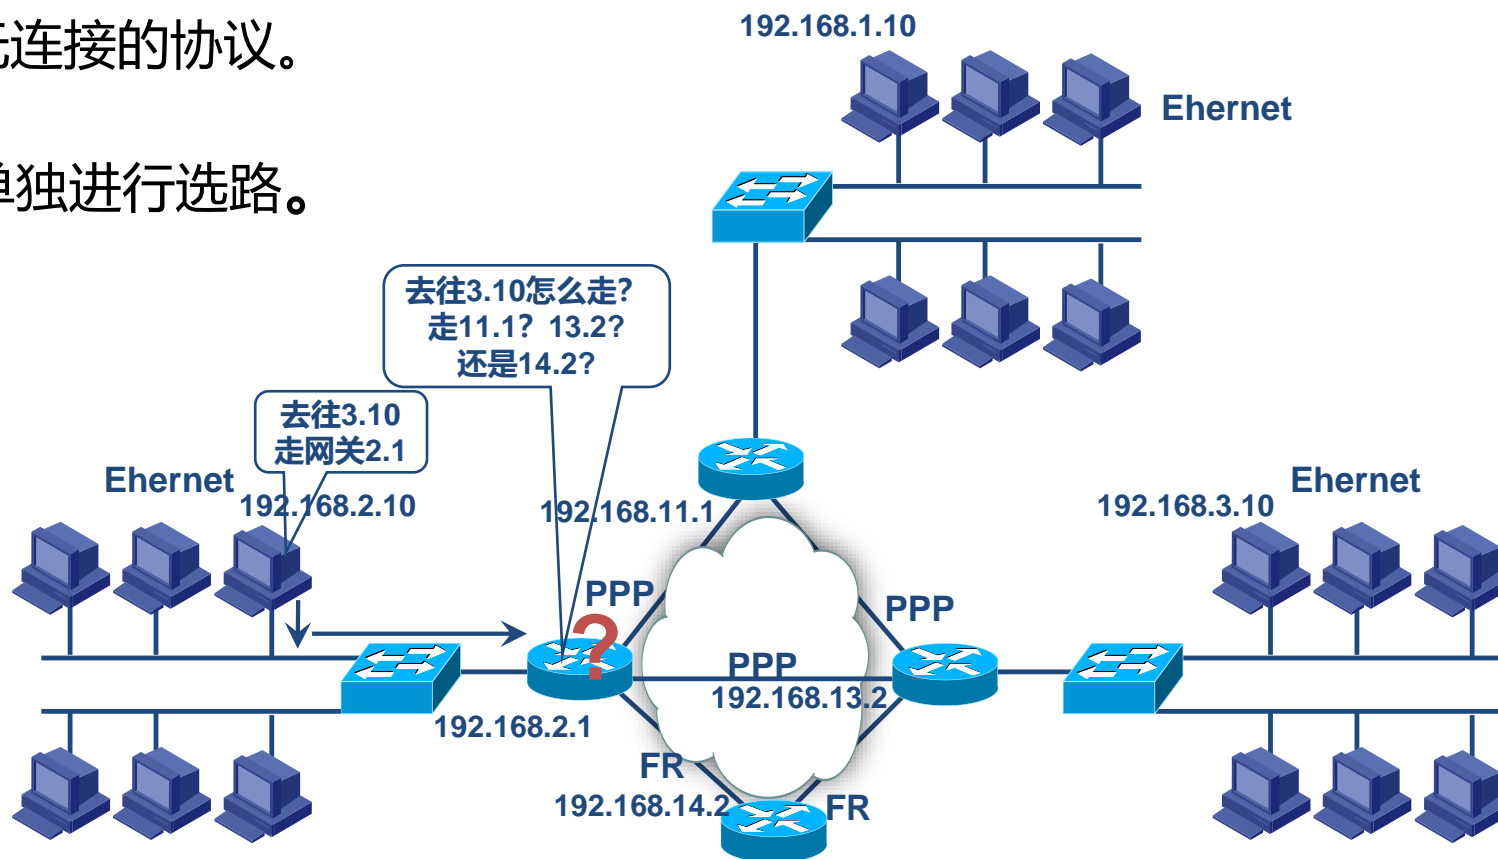 192.168.1.10
无连接的协议。
Ehernet
单独进行选路。
去往3.10怎么走?
走11.1? 13.2?
还是14.2?
去往3.10
走网关2.1
Ehernet
192.168.2.10
192.168.11.1
192.168.3.10
Ehernet
PPP
PPP
?
PPP
192.168.13.2
192.168.2.1
FR
192.168.14.2
FR